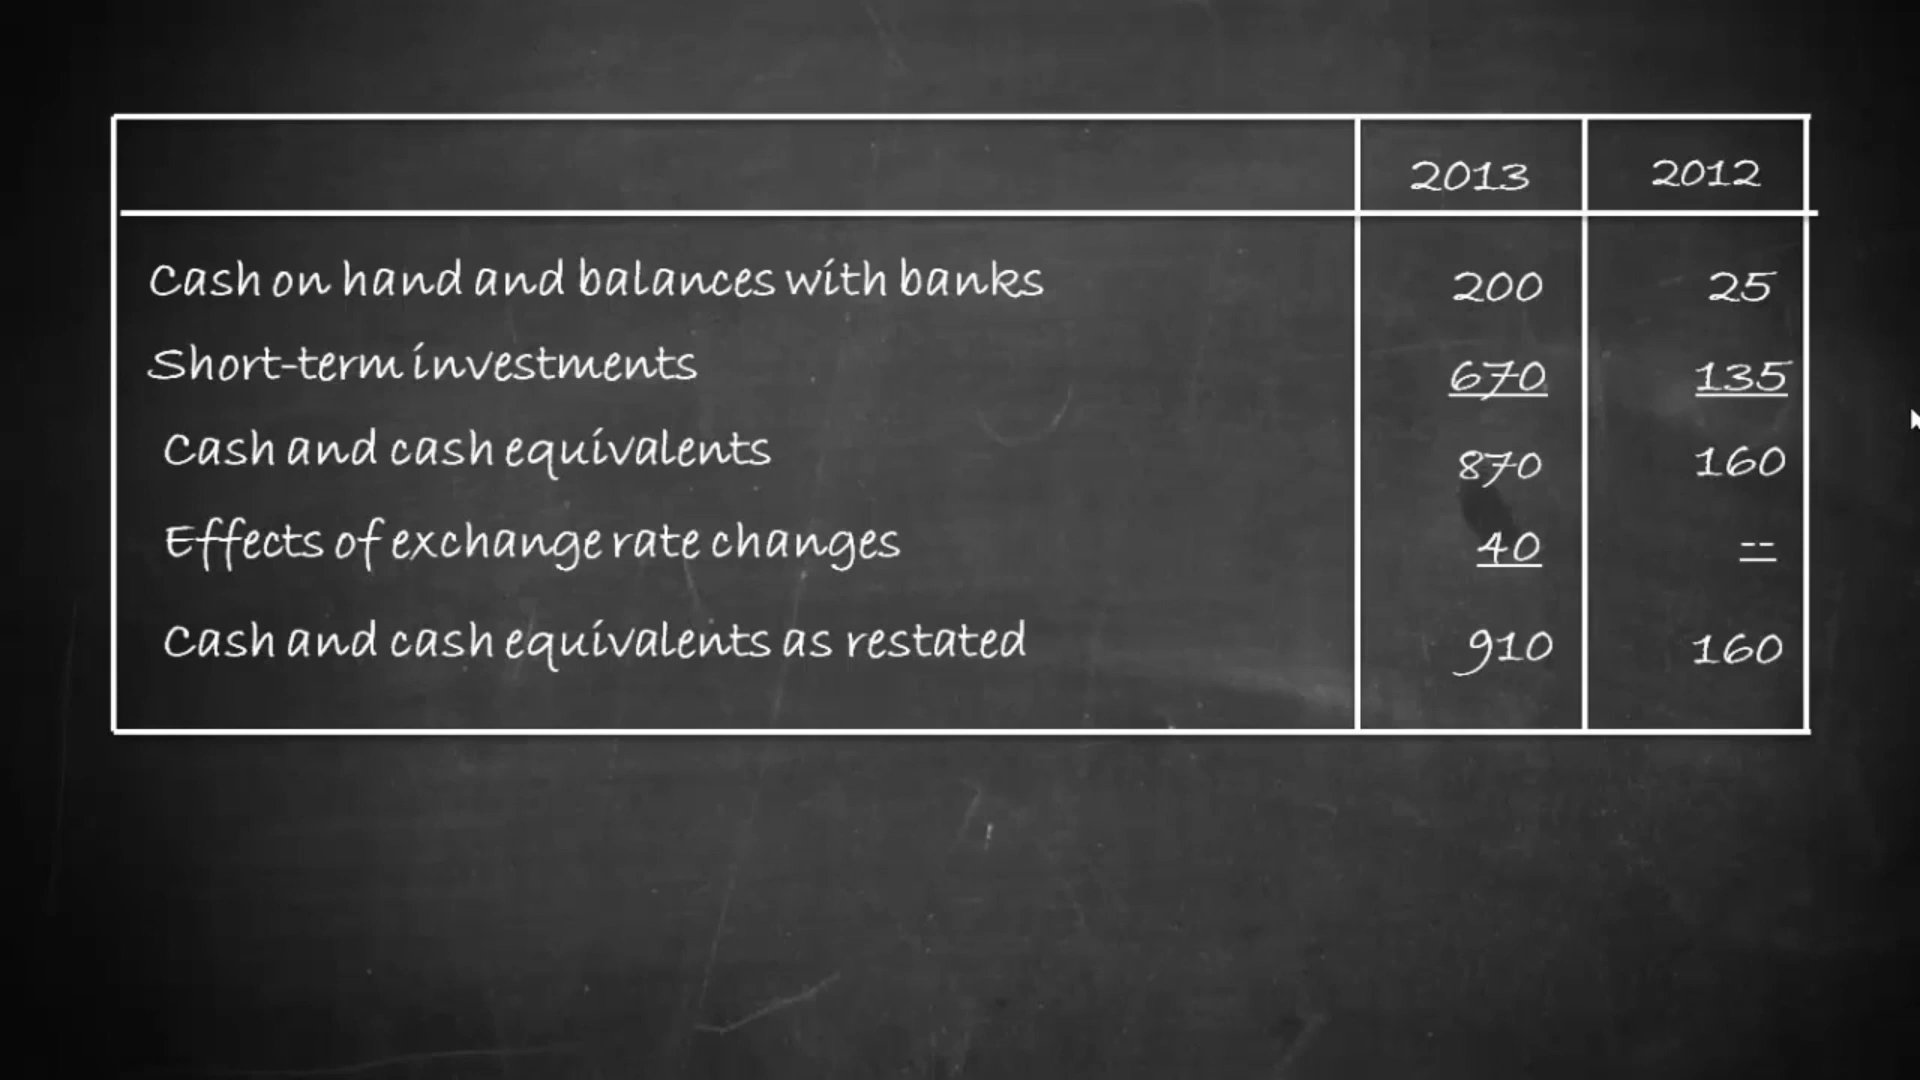 2013 2012
Cash on hand and balances with banks 200 25
Short-term investments 670 135
Cash and cash equivalents 870 160
Effects of exchange rate changes 40 --
Cash and cash equivalents as restated 910 160